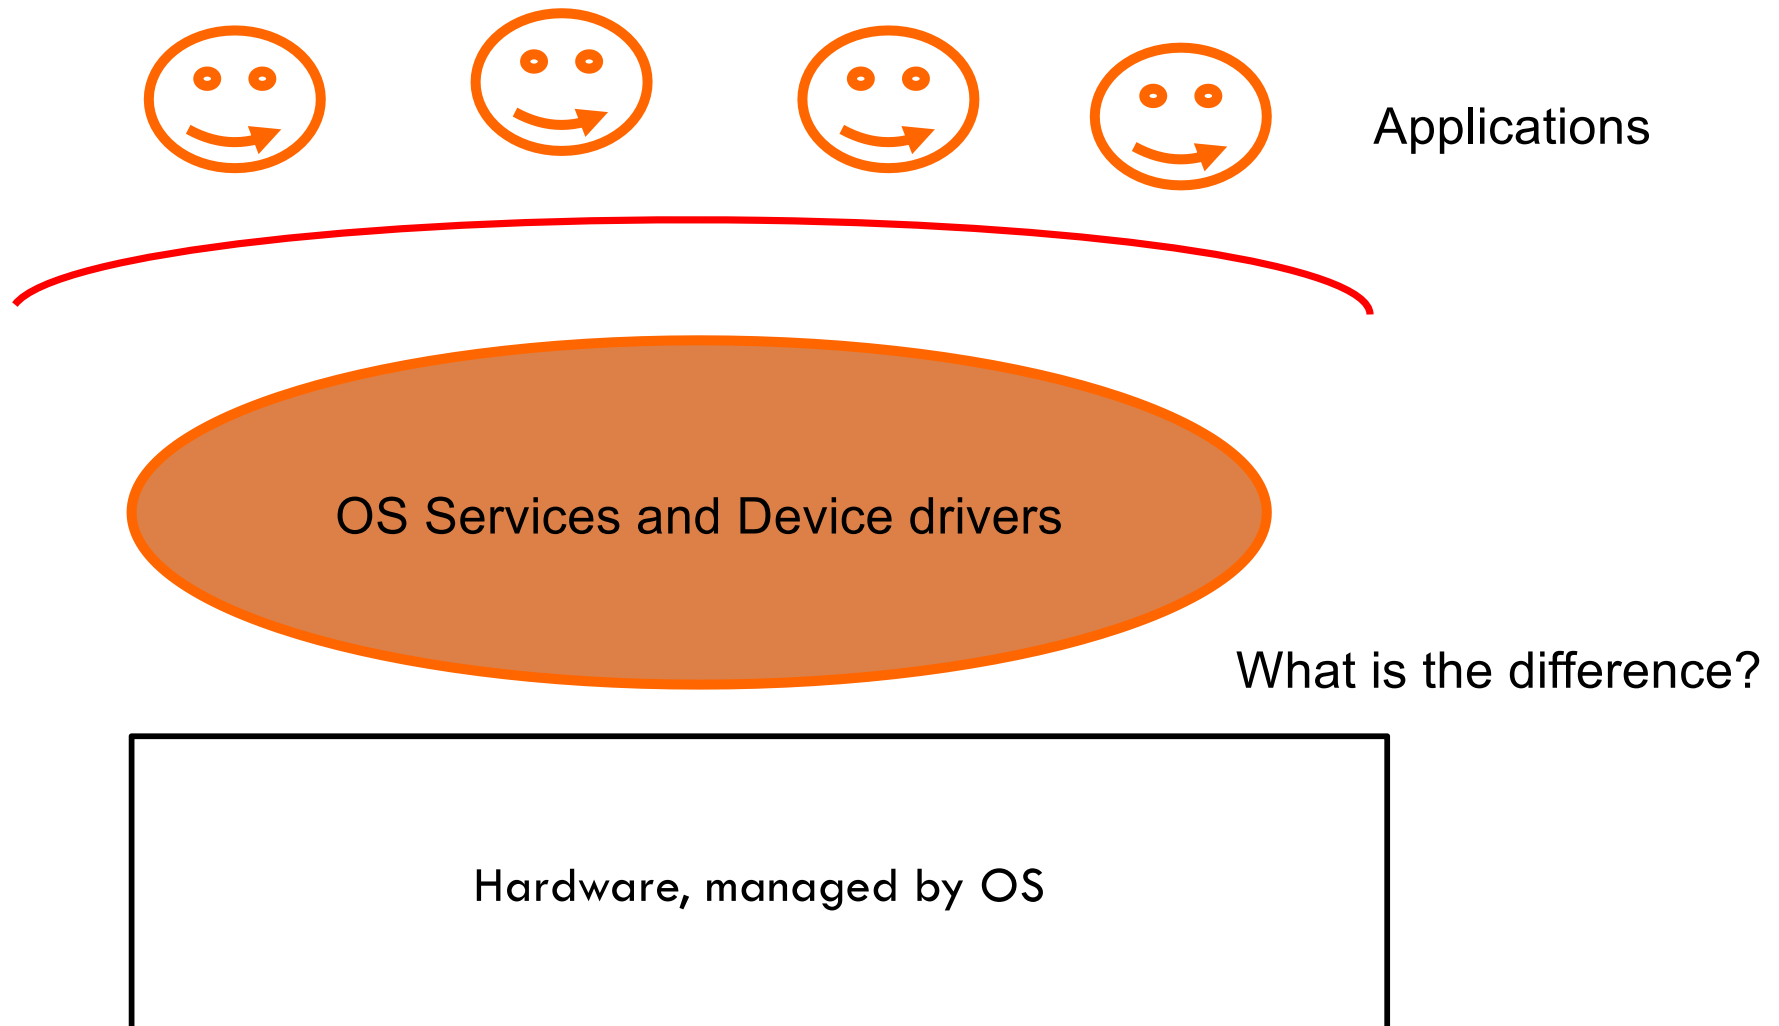 Applications
OS Services and Device drivers
What is the difference?
Hardware, managed by OS